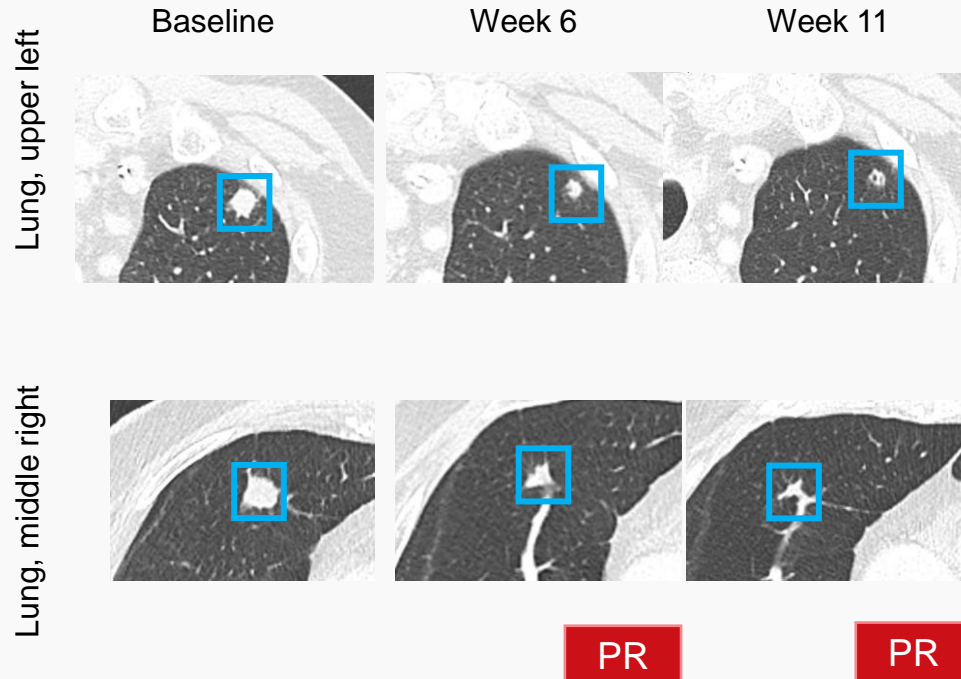 Baseline
Week 6
Week 11
Lung, upper left
Lung, middle right
PR
PR